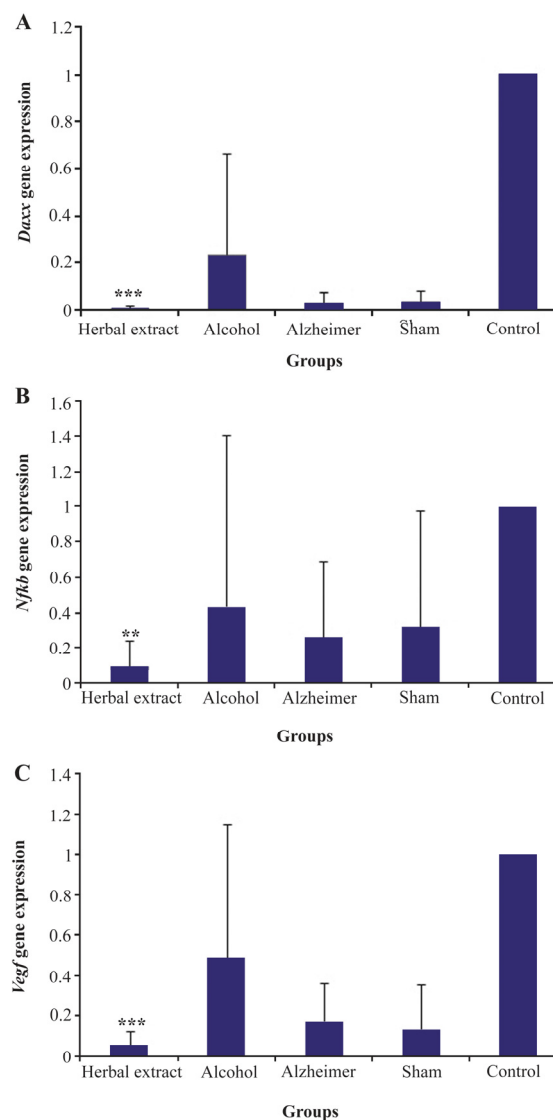 A
Daxx gene expression
1
0.8
0.6
0.4
0.2
0
***
Herbal extract Alcohol Alzheimer Sham Control
Groups
B
Nfkb gene expression
1.6
1.4
1.2
1
0.8
0.6
0.4
0.2
0
**
Herbal extract Alcohol Alzheimer Sham Control
Groups
C
Vegf gene expression
1.4
1.2
1
0.8
0.6
0.4
0.2
0
***
Herbal extract Alcohol Alzheimer Sham Control
Groups